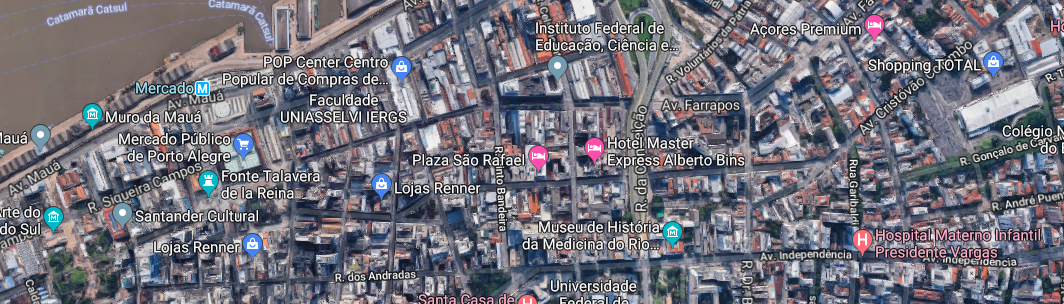 Catamarã Catsul
Catamarã
Catsul
Instituto Federal de
Educação, Ciência e...
Açores Premium
R. Voluntários da Pátria
POP Center Centro
Popular de Compras de...
Shopping TOTAL
Av. Cristóvão Colombo
Mercado
M
Av. Mauá
Muro da Mauá
Faculdade
UNIASSELVI IERGS
Av. Farrapos
R. da Conceição
Mauá
Mercado Público
de Porto Alegre
Hotel Master
Express Alberto Bins
Plaza São Rafael
Colégio
R. Gonçalo de Ca
Av. Mauá
R. Siqueira Campos
Fonte Talavera
de la Reina
Lojas Renner
Pinto Bandeira
Rua Garibaldi
R. André Pue
Arte do
do Sul
Santander Cultural
Lojas Renner
Museu de História
da Medicina do Rio...
Hospital Materno Infantil
Presidente Vargas
Av. Independência
Independência
R. dos Andradas
Santa Casa de
Universidade
Federal de